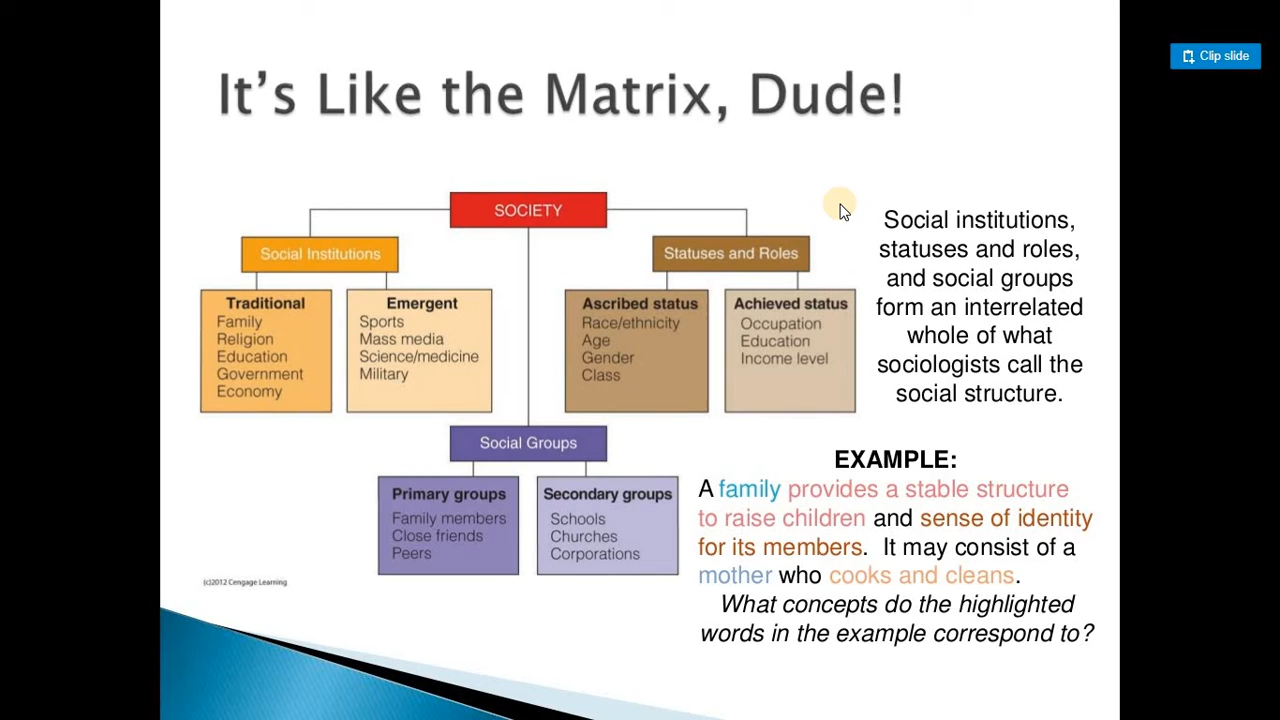 Clip slide
It's Like the Matrix, Dude!
SOCIETY
Social Institutions
Statuses and Roles
Traditional
Family
Religion
Education
Government
Economy
Emergent
Sports
Mass media
Science/medicine
Military
Ascribed status
Race/ethnicity
Age
Gender
Class
Achieved status
Occupation
Education
Income level
Social institutions,
statuses and roles,
and social groups
form an interrelated
whole of what
sociologists call the
social structure.
Social Groups
Primary groups
Family members
Close friends
Peers
Secondary groups
Schools
Churches
Corporations
(c)2012 Cengage Learning
EXAMPLE:
A family provides a stable structure
to raise children and sense of identity
for its members. It may consist of a
mother who cooks and cleans.
What concepts do the highlighted
words in the example correspond to?